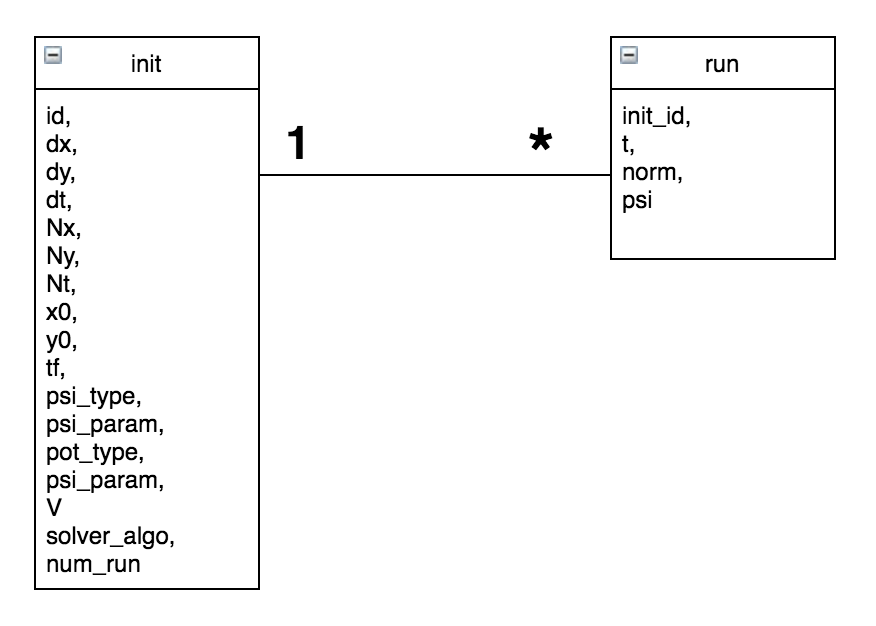 init
id,
dx,
dy,
dt,
Nx,
Ny,
Nt,
x0,
y0,
tf,
psi_type,
psi_param,
pot_type,
psi_param,
V
solver_algo,
num_run
1
*
run
init_id,
t,
norm,
psi